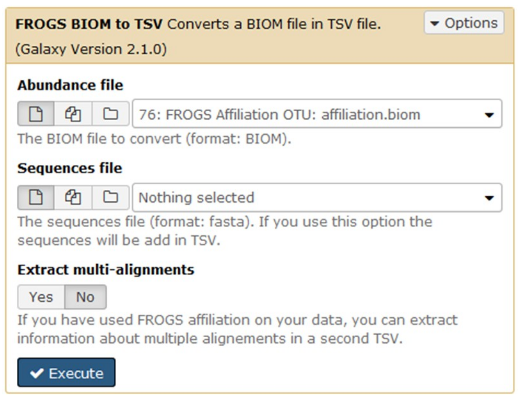 FROGS BIOM to TSV Converts a BIOM file in TSV file.
Options
(Galaxy Version 2.1.0)
Abundance file
76: FROGS Affiliation OTU: affiliation.biom
The BIOM file to convert (format: BIOM).
Sequences file
Nothing selected
The sequences file (format: fasta). If you use this option the
sequences will be add in TSV.
Extract multi-alignments
Yes No
If you have used FROGS affiliation on your data, you can extract
information about multiple alignements in a second TSV.
Execute